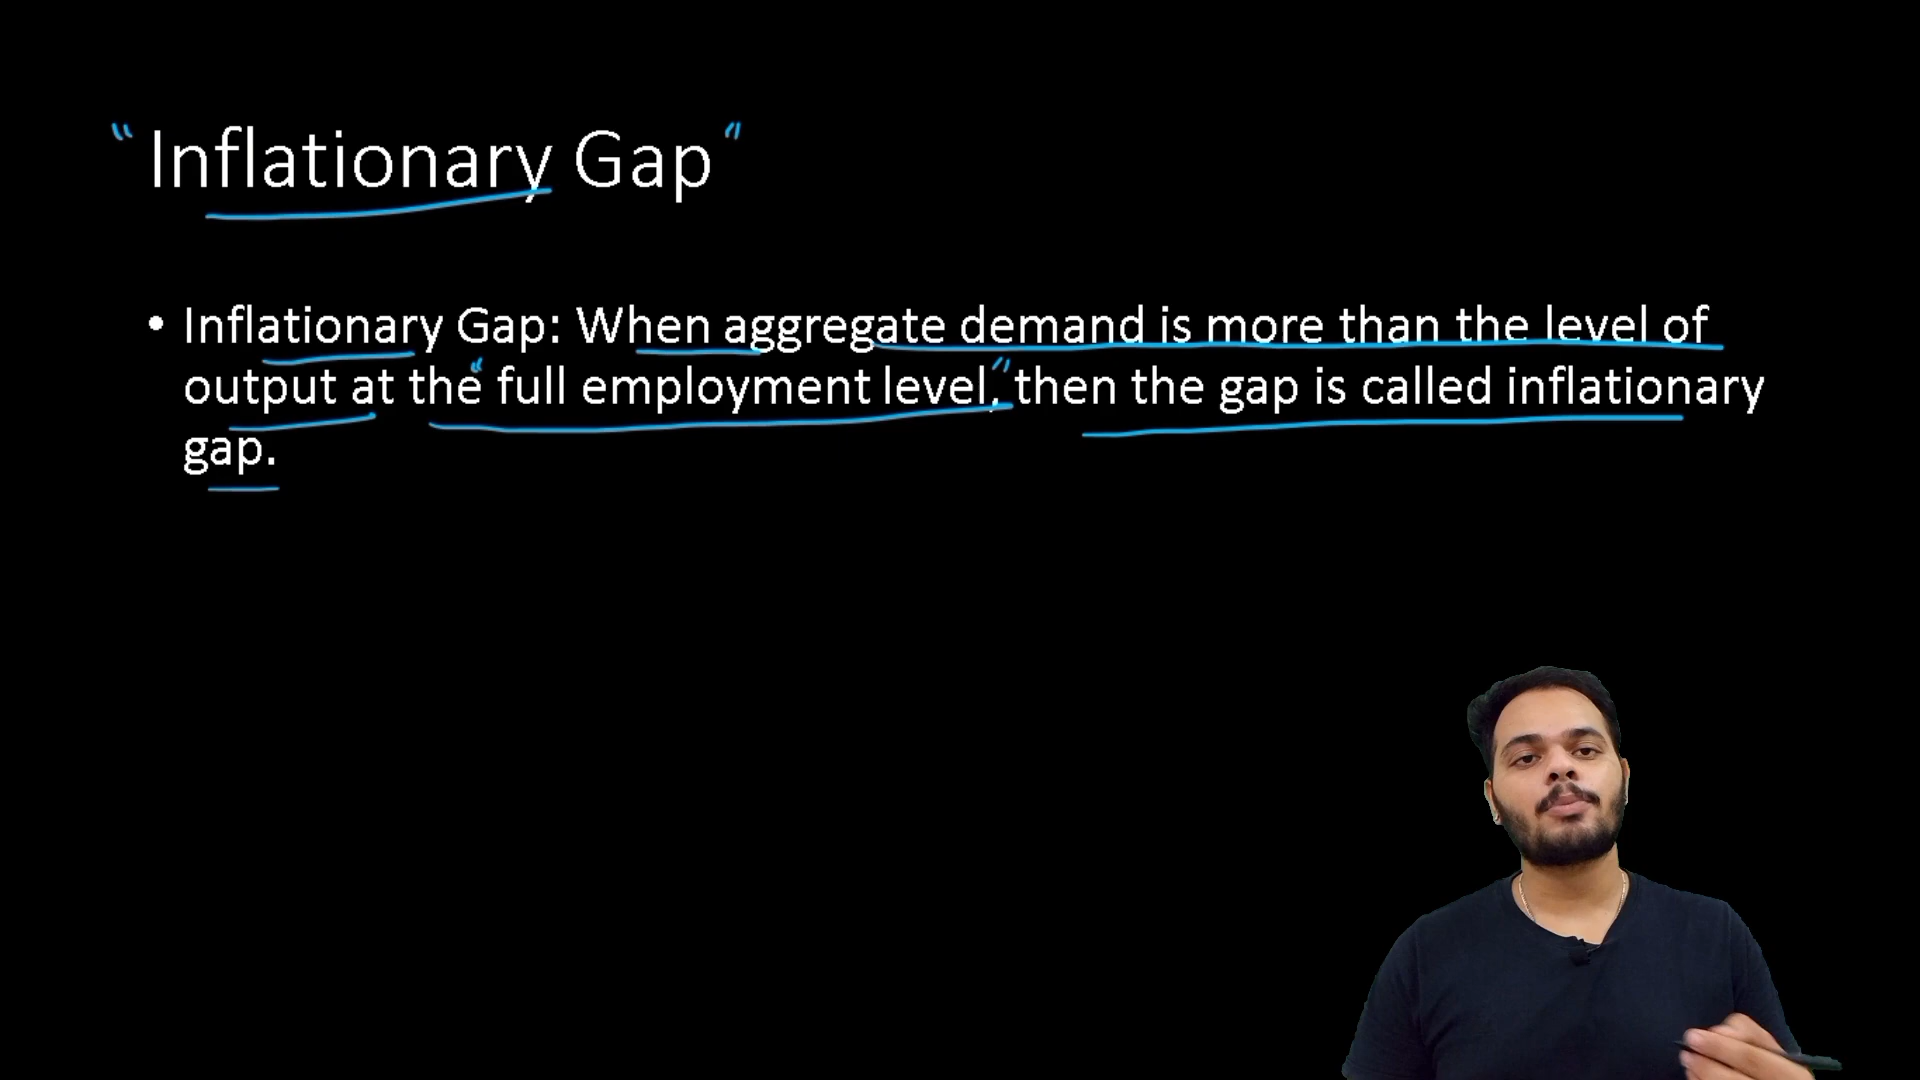 "Inflationary Gap"
• Inflationary Gap: When aggregate demand is more than the level of
output at the "full employment level," then the gap is called inflationary
gap.